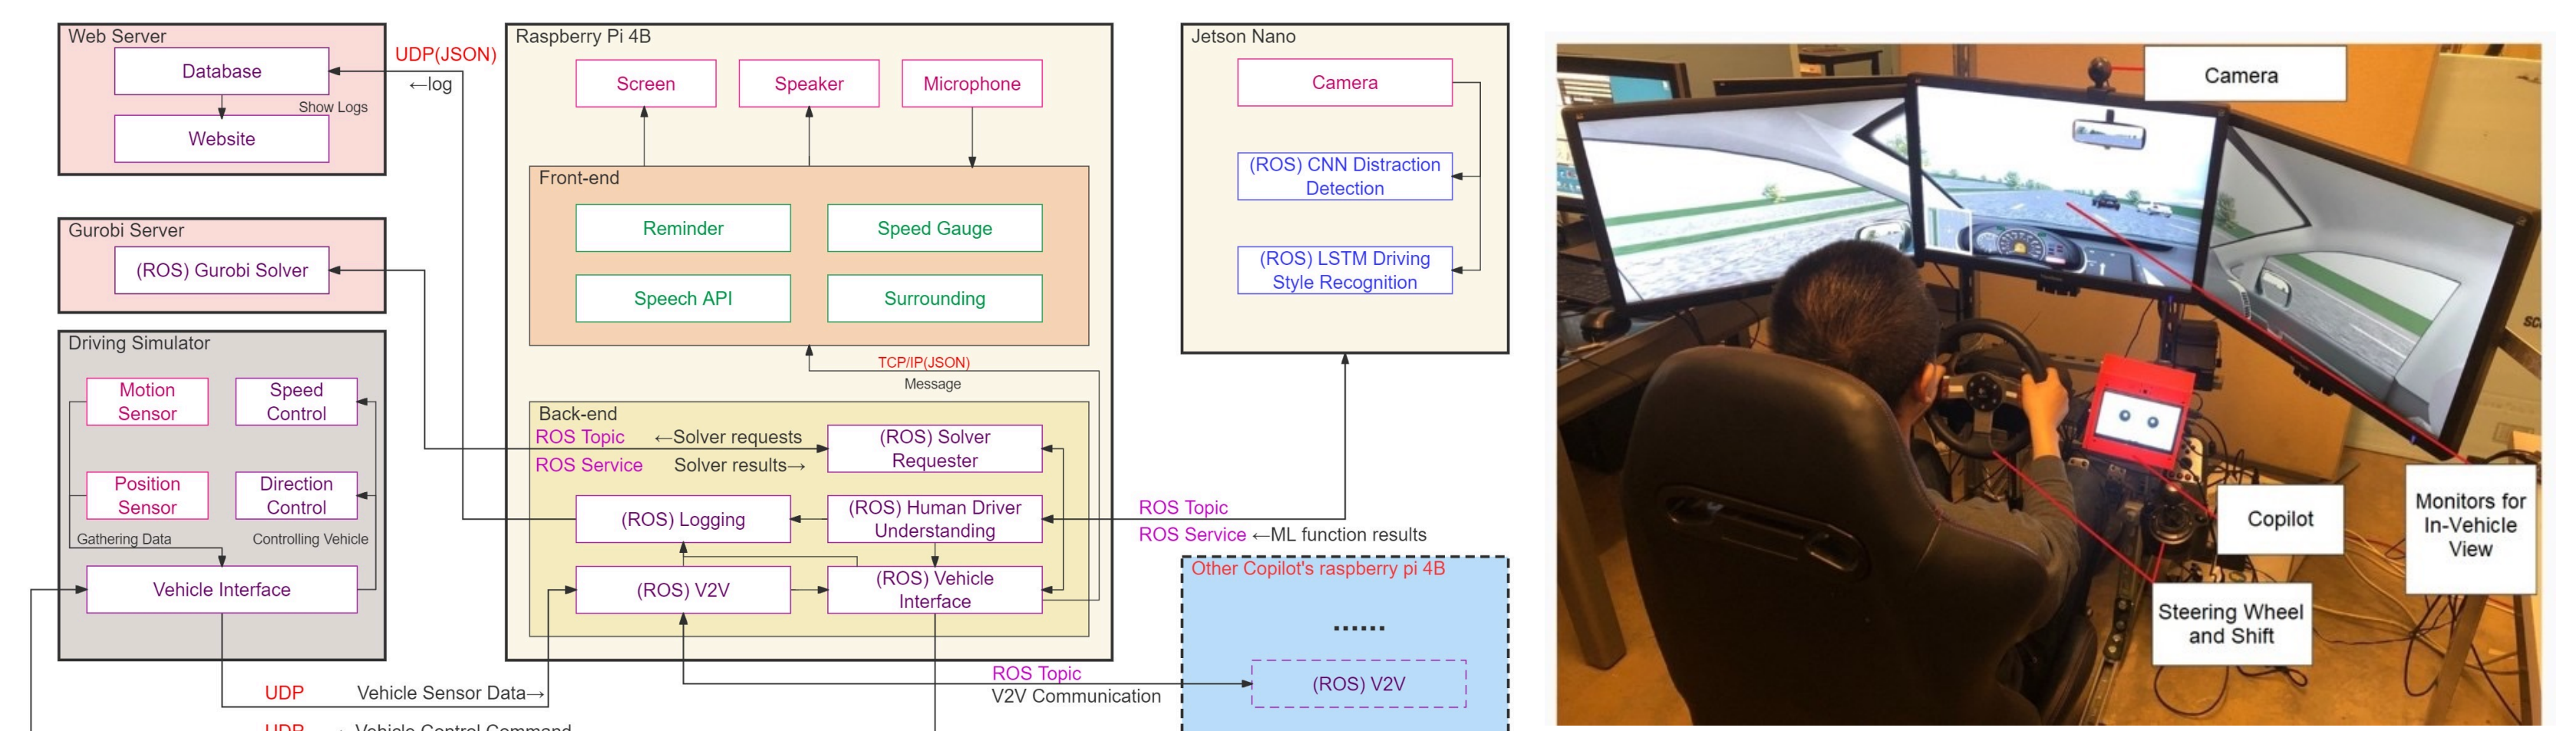 Web Server
Database
Show Logs
Website
UDP(JSON)
←log
Gurobi Server
(ROS) Gurobi Solver
Driving Simulator
Motion
Sensor
Speed
Control
Position
Sensor
Direction
Control
Gathering Data
Controlling Vehicle
Vehicle Interface
UDP
Vehicle Sensor Data→
UDP
← Vehicle Control Command
Raspberry Pi 4B
Screen
Speaker
Microphone
Front-end
Reminder
Speed Gauge
Speech API
Surrounding
TCP/IP(JSON)
Message
Back-end
ROS Topic
←Solver requests
ROS Service
Solver results→
(ROS) Solver
Requester
(ROS) Logging
(ROS) Human Driver
Understanding
(ROS) V2V
(ROS) Vehicle
Interface
ROS Topic
V2V Communication
Jetson Nano
Camera
(ROS) CNN Distraction
Detection
(ROS) LSTM Driving
Style Recognition
ROS Topic
ROS Service ←ML function results
Other Copilot's raspberry pi 4B
......
(ROS) V2V
Camera
Copilot
Monitors for
In-Vehicle
View
Steering Wheel
and Shift